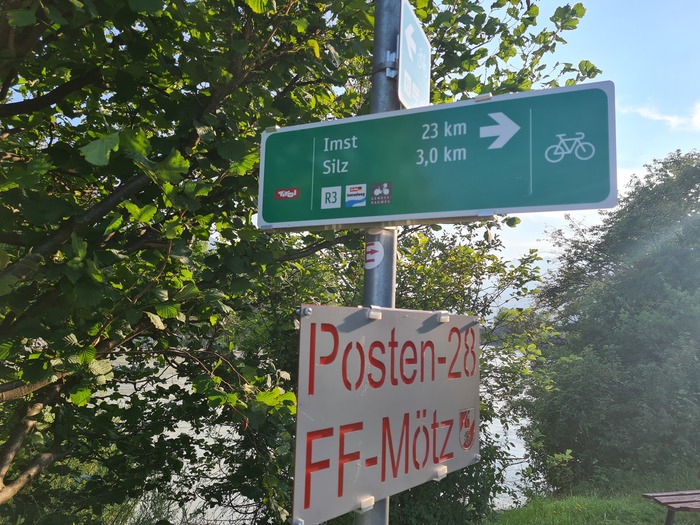 Imst 23 km
Silz 3,0 km
Tirol
R3
Posten-28
FF-Mötz